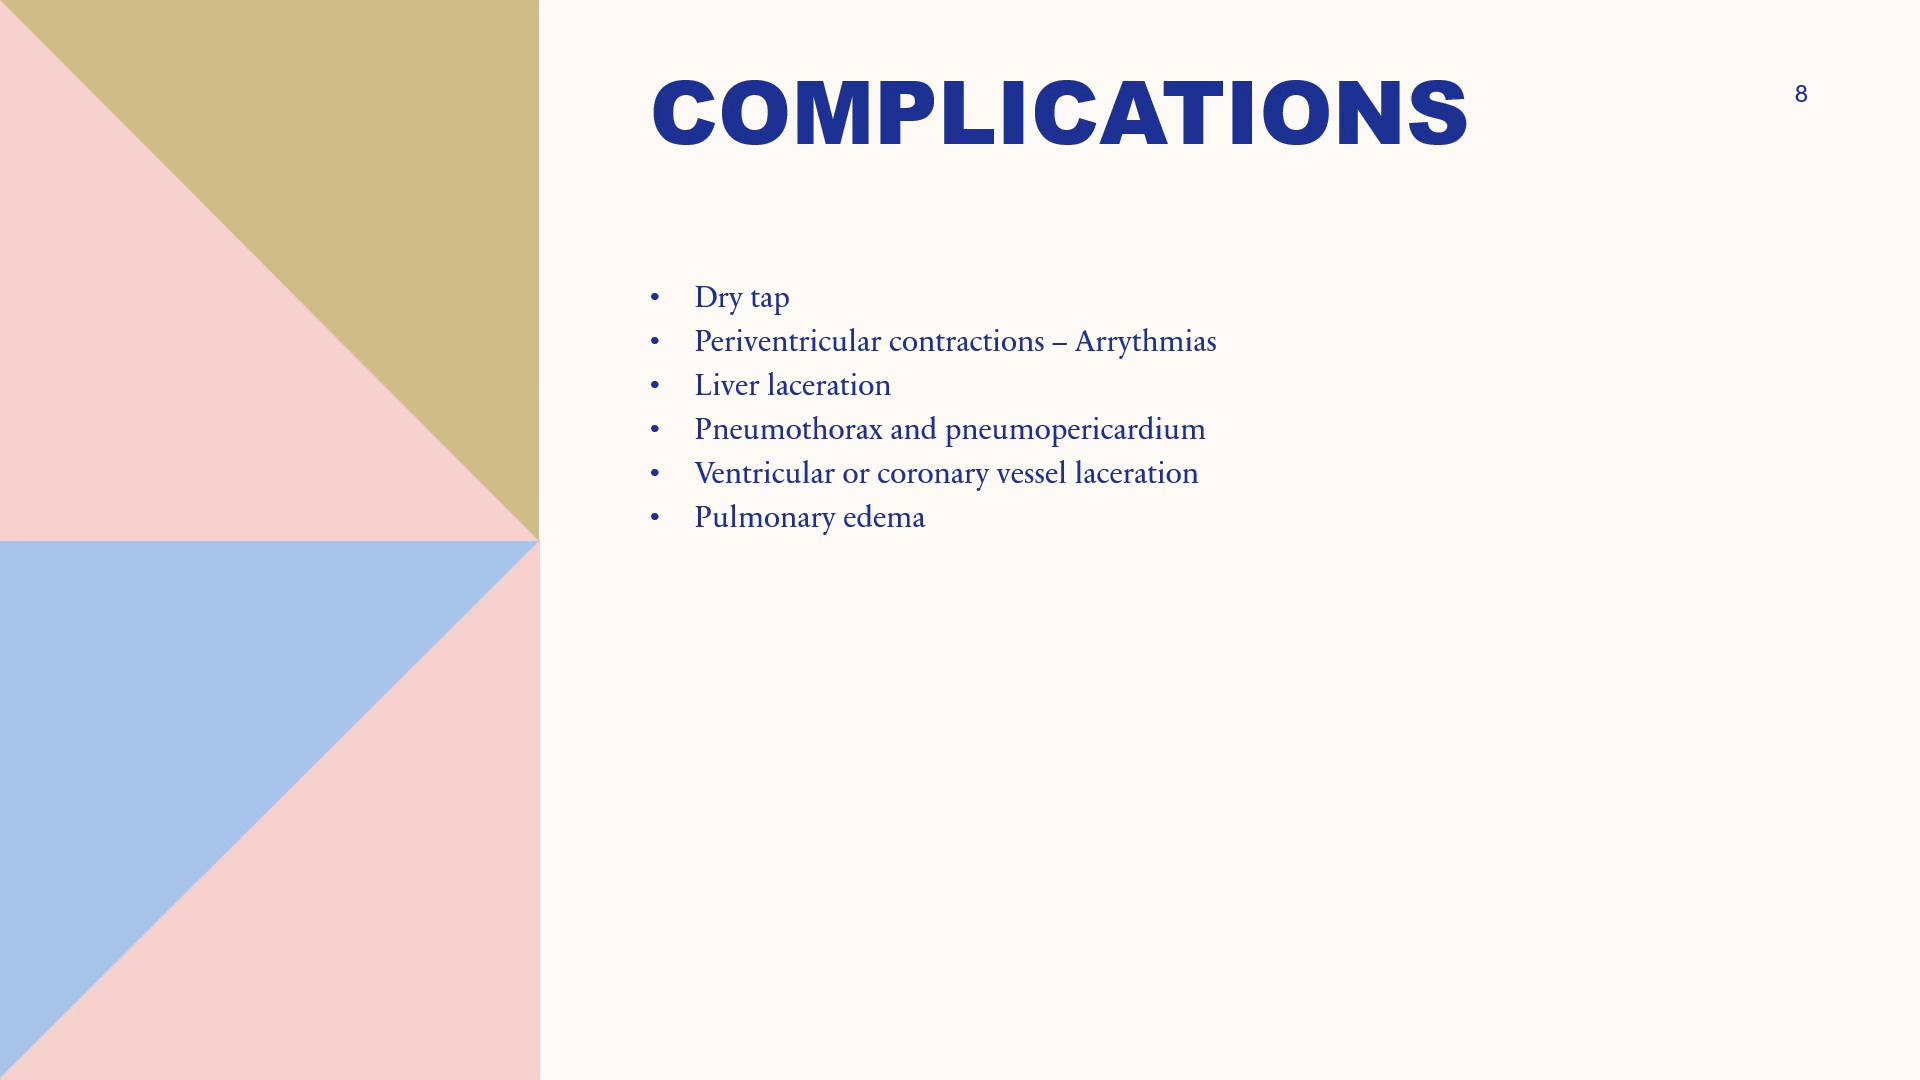 COMPLICATIONS
8
• Dry tap
• Periventricular contractions – Arrythmias
• Liver laceration
• Pneumothorax and pneumopericardium
• Ventricular or coronary vessel laceration
• Pulmonary edema